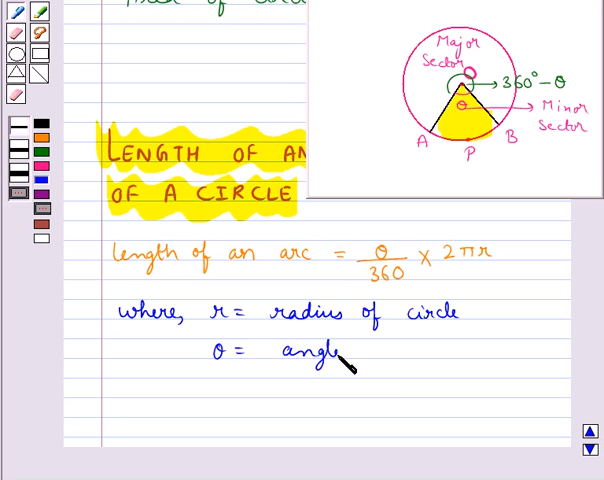 Major
Sector
O
360° - θ
θ
Minor
Sector
A
B
P
LENGTH OF AN
OF A CIRCLE
length of an arc = θ/360 × 2πr
where, r = radius of circle
θ = angle